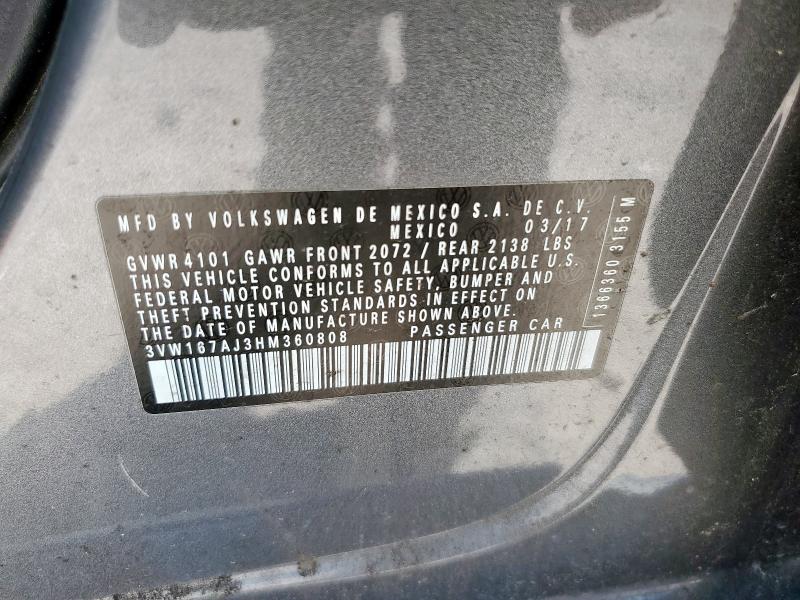 MFD BY VOLKSWAGEN DE MEXICO S.A. DE C.V.
MEXICO 03/17
GVWR 4101 GAWR FRONT 2072 / REAR 2138 LBS
THIS VEHICLE CONFORMS TO ALL APPLICABLE U.S.
FEDERAL MOTOR VEHICLE SAFETY, BUMPER AND
THEFT PREVENTION STANDARDS IN EFFECT ON
THE DATE OF MANUFACTURE SHOWN ABOVE.
3VW167AJ3HM360808 PASSENGER CAR
1366360 3155 M